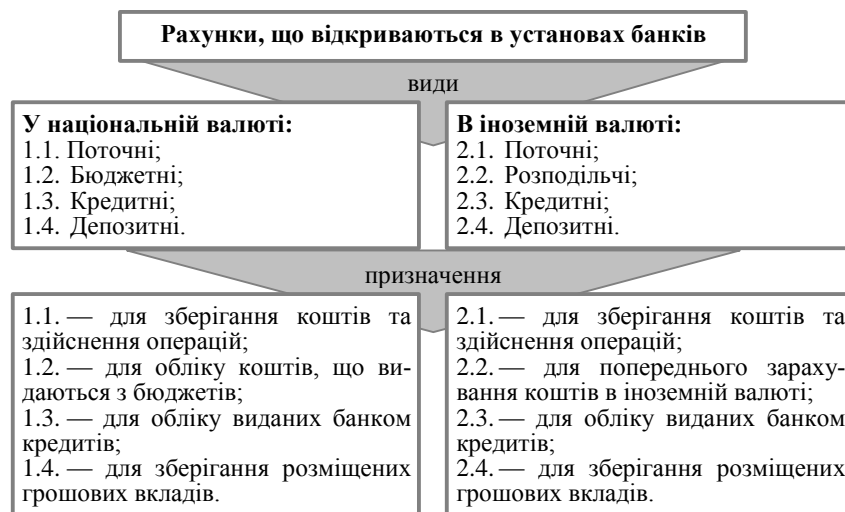 Рахунки, що відкриваються в установах банків
види
У національній валюті:
1.1. Поточні;
1.2. Бюджетні;
1.3. Кредитні;
1.4. Депозитні.
В іноземній валюті:
2.1. Поточні;
2.2. Розподільчі;
2.3. Кредитні;
2.4. Депозитні.
призначення
1.1. — для зберігання коштів та
здійснення операцій;
1.2. — для обліку коштів, що ви-
даються з бюджетів;
1.3. — для обліку виданих банком
кредитів;
1.4. — для зберігання розміщених
грошових вкладів.
2.1. — для зберігання коштів та
здійснення операцій;
2.2. — для попереднього зараху-
вання коштів в іноземній валюті;
2.3. — для обліку виданих банком
кредитів;
2.4. — для зберігання розміщених
грошових вкладів.